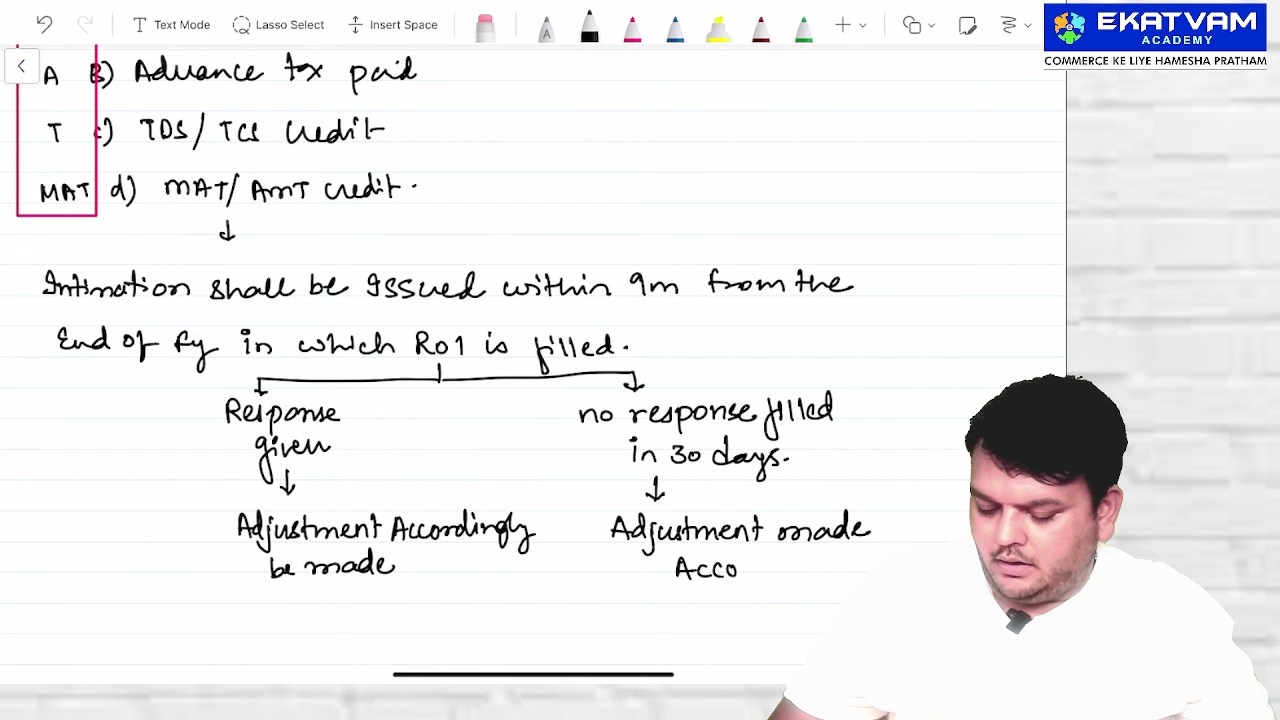 Text Mode Lasso Select Insert Space
EKATVAM
ACADEMY
COMMERCE KE LIYE HAMESHA PRATHAM
A B) Advance tax paid
T c) TDS/TCS credit
MAT d) MAT/AMT credit.
Intimation shall be Issued within 9m from the
End of fy in which RoI is filled.
Response given
no response filled in 30 days.
Adjustment Accordingly be made
Adjustment made Acco